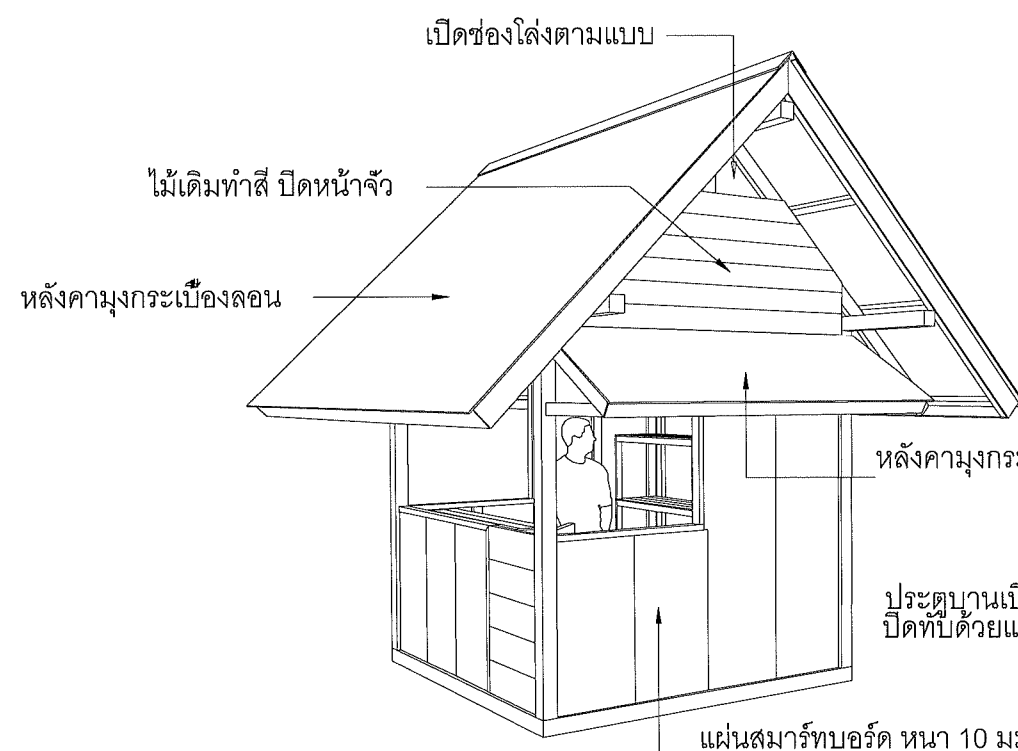 เปิดช่องโล่งตามแบบ
ไม้เดิมทำสี ปิดหน้าจั่ว
หลังคามุงกระเบื้องลอน
หลังคามุงกระ
ประตูบานเปิ
ปิดทับด้วยแ
แผ่นสมาร์ทบอร์ด หนา 10 มม